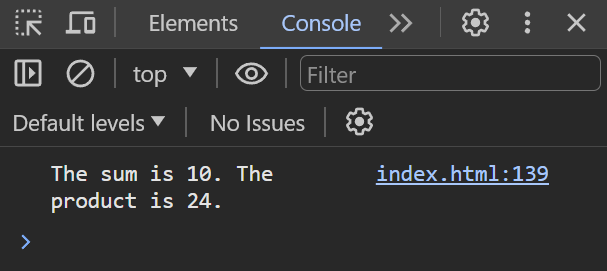 Elements Console
top Filter
Default levels No Issues
The sum is 10. The index.html:139
product is 24.